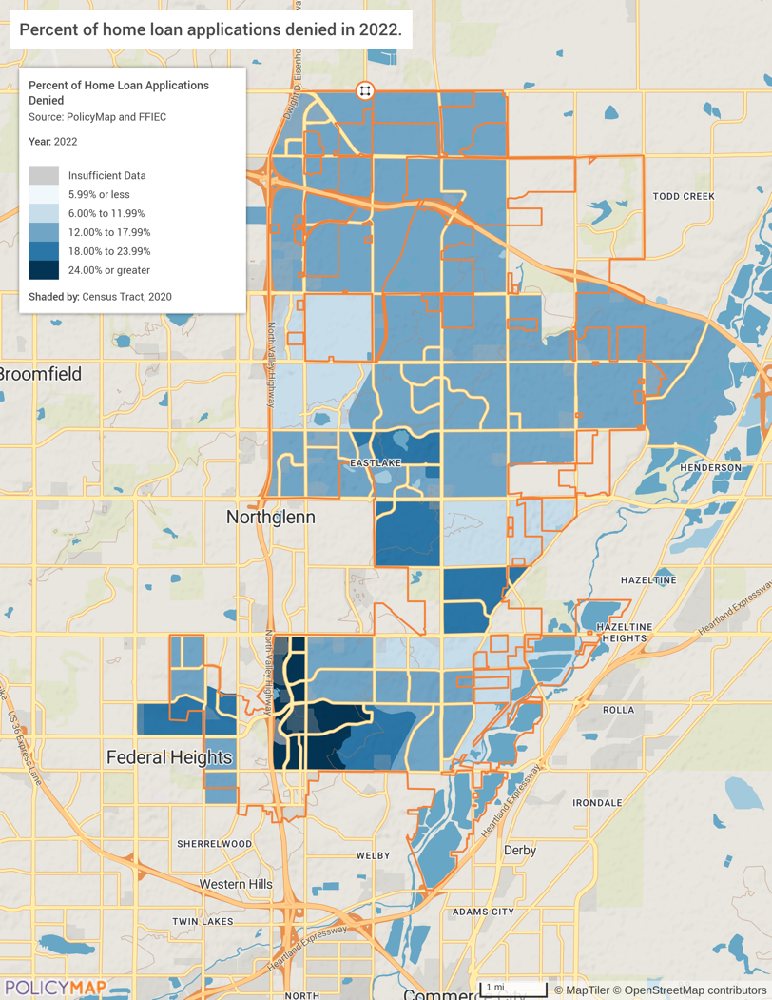 Percent of home loan applications denied in 2022.
Percent of Home Loan Applications
Denied
Source: PolicyMap and FFIEC
Year: 2022
Insufficient Data
5.99% or less
6.00% to 11.99%
12.00% to 17.99%
18.00% to 23.99%
24.00% or greater
Shaded by: Census Tract, 2020
Dwight D. Eisenho
TODD CREEK
North Valley Highway
Broomfield
EASTLAKE
HENDERSON
Northglenn
HAZELTINE
Heartland Expressway
HAZELTINE
HEIGHTS
North Valley Highway
US 36 Express Lane
ROLLA
Federal Heights
Heartland Expressway
IRONDALE
SHERRELWOOD
WELBY
Derby
Western Hills
ADAMS CITY
TWIN LAKES
Heartland Expressway
POLICYMAP
NORTH
Commerce City
1 mi
© MapTiler © OpenStreetMap contributors